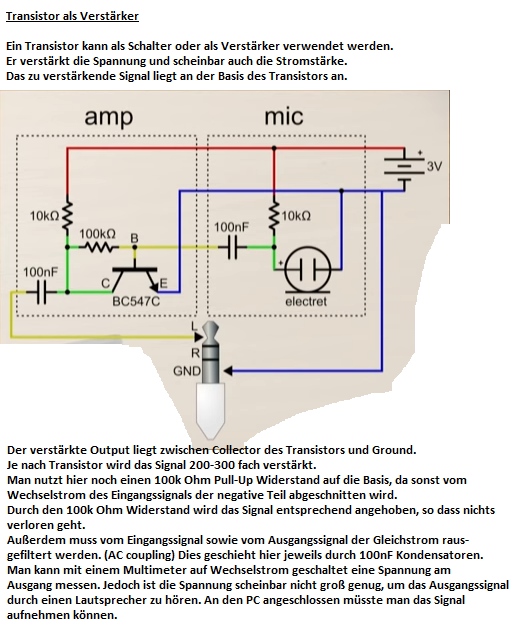 Transistor als Verstärker
Ein Transistor kann als Schalter oder als Verstärker verwendet werden.
Er verstärkt die Spannung und scheinbar auch die Stromstärke.
Das zu verstärkende Signal liegt an der Basis des Transistors an.
amp
mic
+
3V
10kΩ
100kΩ
B
100nF
10kΩ
100nF
C
E
BC547C
+
electret
L
R
GND
Der verstärkte Output liegt zwischen Collector des Transistors und Ground.
Je nach Transistor wird das Signal 200-300 fach verstärkt.
Man nutzt hier noch einen 100k Ohm Pull-Up Widerstand auf die Basis, da sonst vom
Wechselstrom des Eingangssignals der negative Teil abgeschnitten wird.
Durch den 100k Ohm Widerstand wird das Signal entsprechend angehoben, so dass nichts
verloren geht.
Außerdem muss vom Eingangssignal sowie vom Ausgangssignal der Gleichstrom raus-
gefiltert werden. (AC coupling) Dies geschieht hier jeweils durch 100nF Kondensatoren.
Man kann mit einem Multimeter auf Wechselstrom geschaltet eine Spannung am
Ausgang messen. Jedoch ist die Spannung scheinbar nicht groß genug, um das Ausgangssignal
durch einen Lautsprecher zu hören. An den PC angeschlossen müsste man das Signal
aufnehmen können.